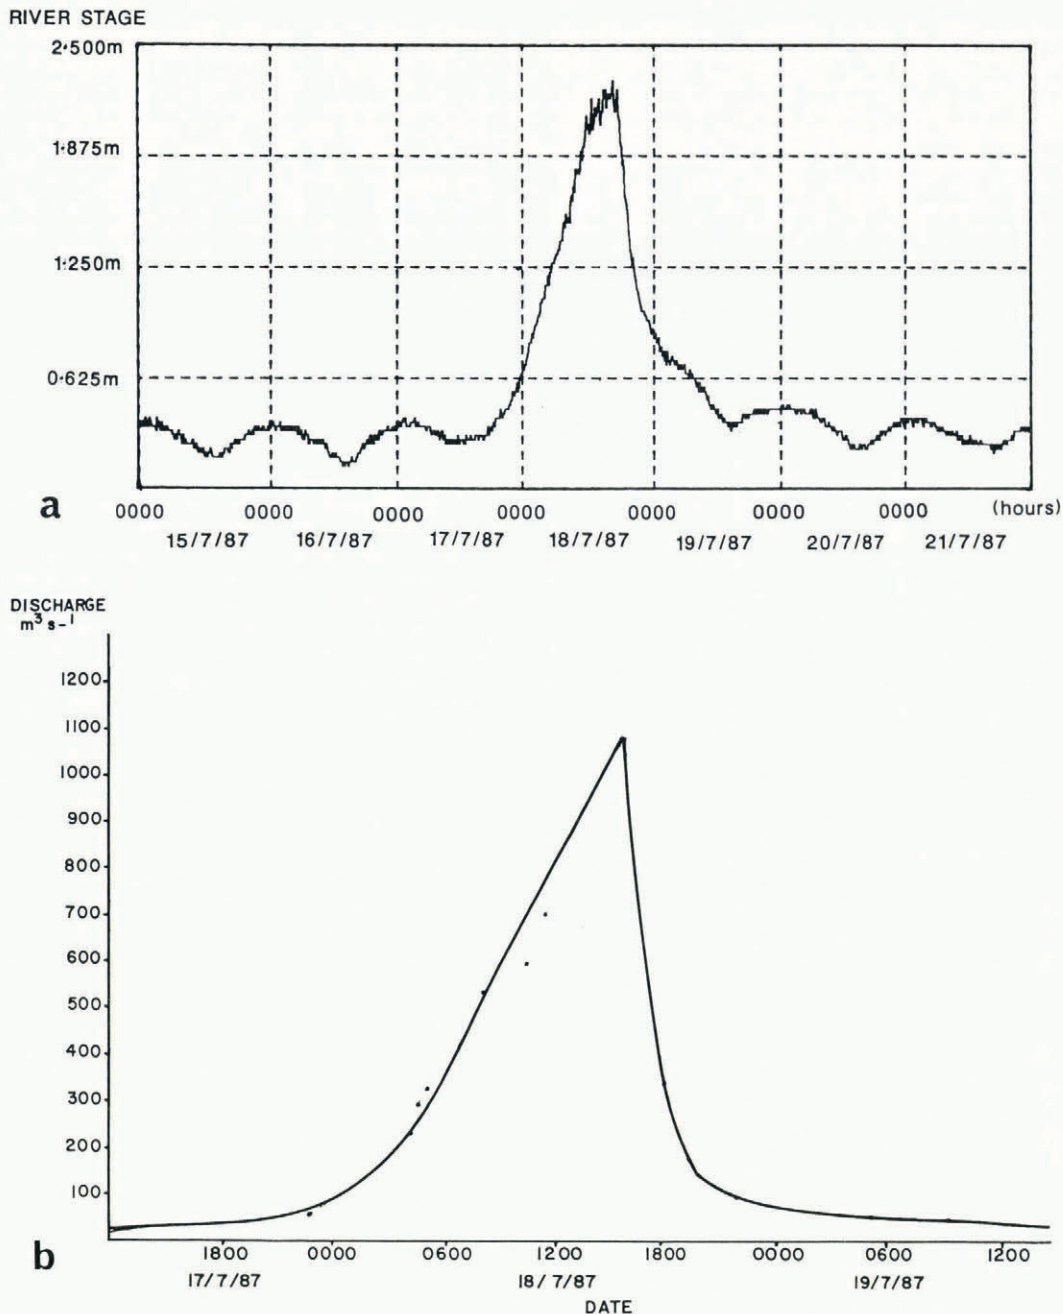 RIVER STAGE
2·500m
1·875m
1·250m
0·625m
a
0000 0000 0000 0000 0000 0000 0000 (hours)
15/7/87 16/7/87 17/7/87 18/7/87 19/7/87 20/7/87 21/7/87
DISCHARGE
m³ s-¹
1200
1100
1000
900
800
700
600
500
400
300
200
100
b
1800 0000 0600 1200 1800 0000 0600 1200
17/7/87 18/7/87 19/7/87
DATE